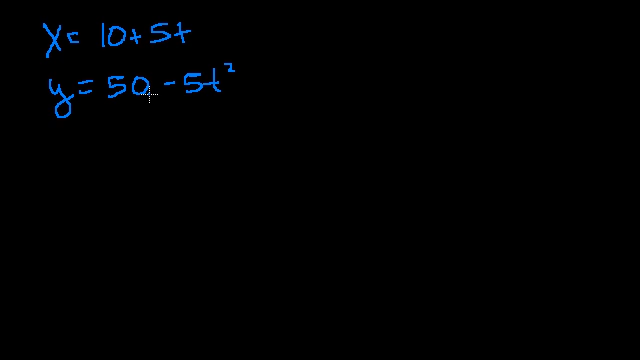 x = 10 + 5t
y = 50 - 5t²